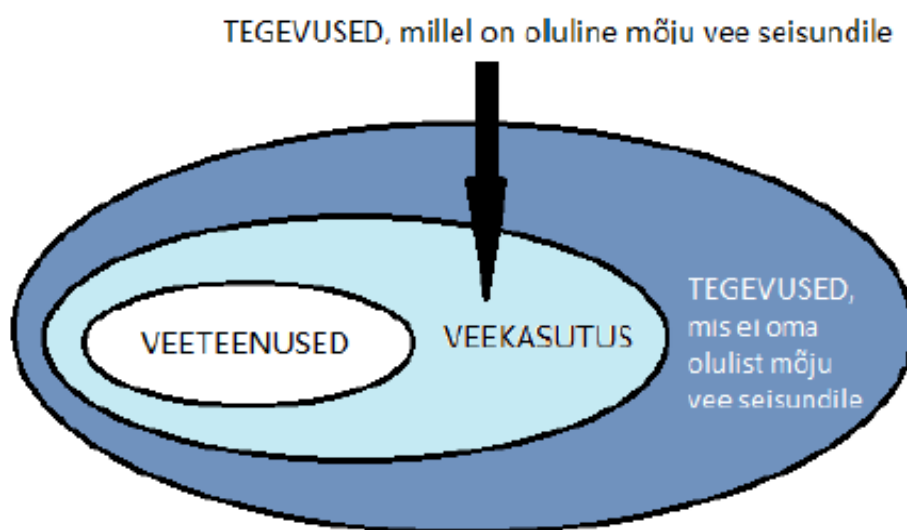 TEGEVUSED, millel on oluline mõju vee seisundile
VEETEENUSED
VEEKASUTUS
TEGEVUSED,
mis ei oma
olulist mõju
vee seisundile